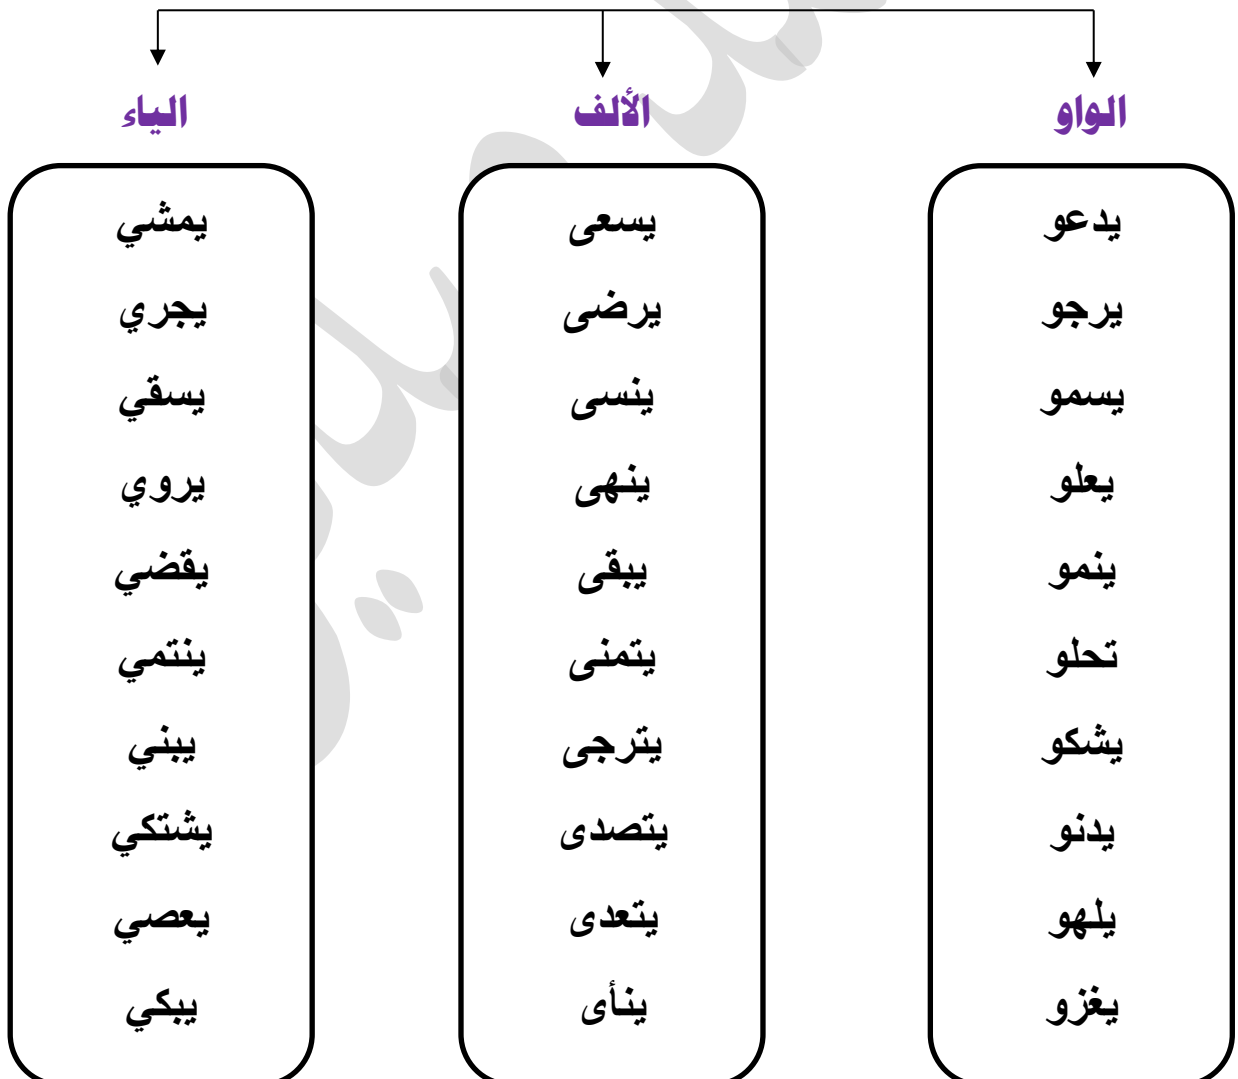 الواو الألف الياء
يدعو يسعى يمشي
يرجو يرضى يجري
يسمو ينسى يسقي
يعلو ينهى يروي
ينمو يبقى يقضي
تحلو يتمنى ينتمي
يشكو يترجى يبني
يدنو يتصدى يشتكي
يلهو يتعدى يعصي
يغزو ينأى يبكي